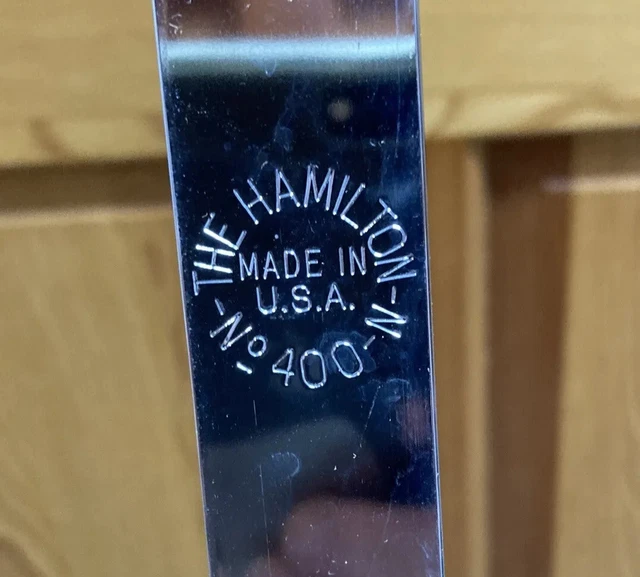 THE HAMILTON
MADE IN
U.S.A.
-Nº 400-N-